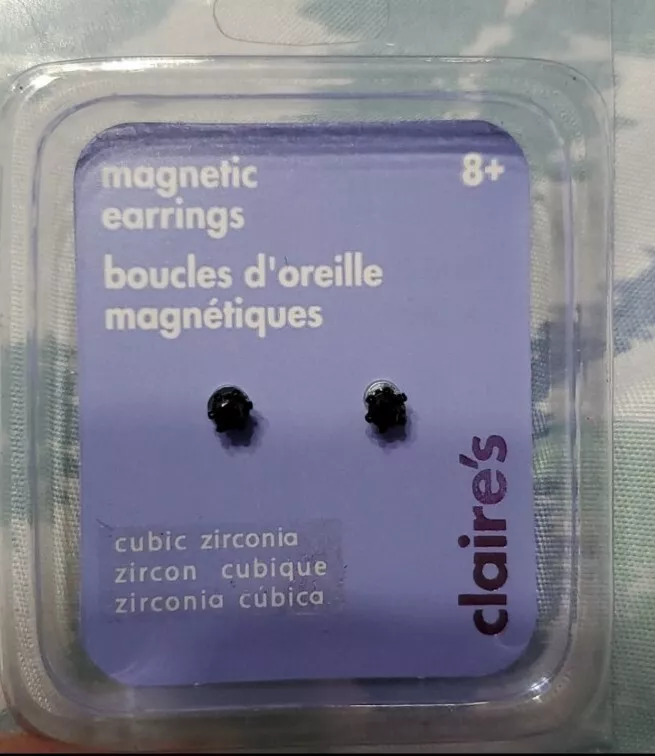 magnetic
earrings
8+
boucles d'oreille
magnétiques
cubic zirconia
zircon cubique
zirconia cúbica
claire's